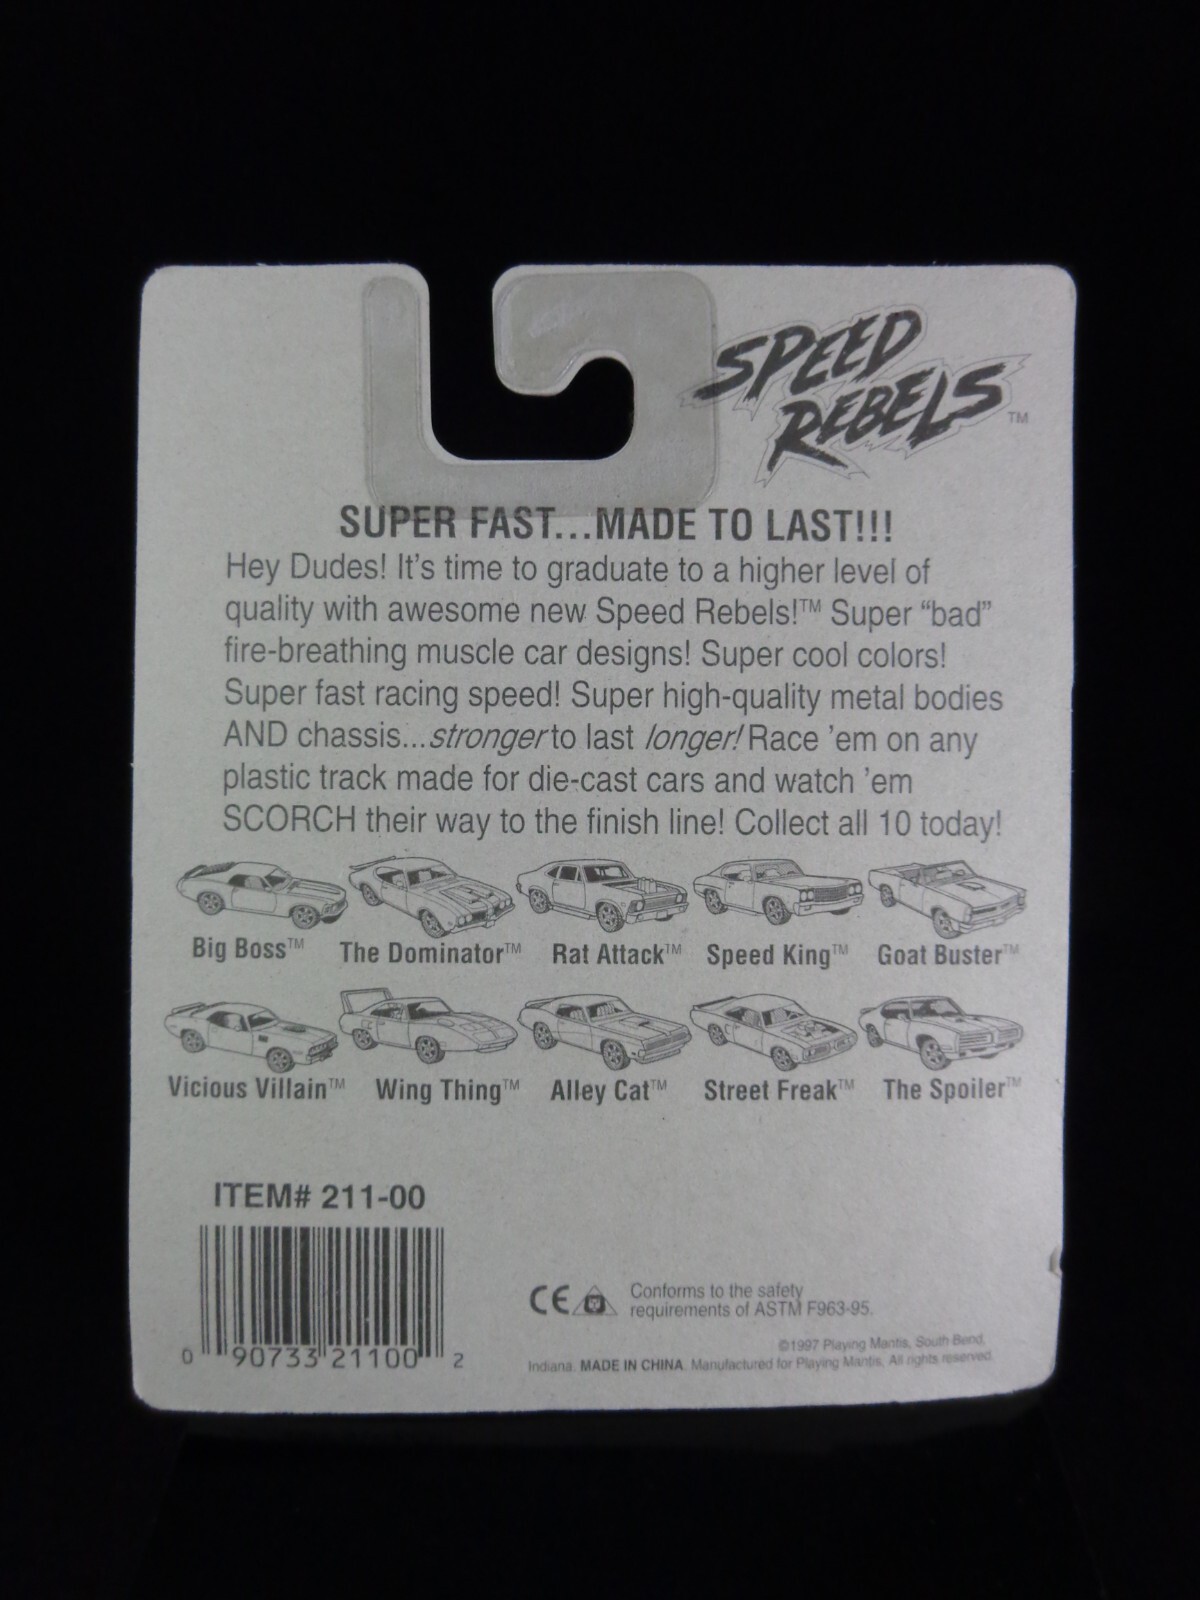 SPEED
REBELS™
SUPER FAST...MADE TO LAST!!!
Hey Dudes! It's time to graduate to a higher level of
quality with awesome new Speed Rebels!™ Super “bad”
fire-breathing muscle car designs! Super cool colors!
Super fast racing speed! Super high-quality metal bodies
AND chassis...stronger to last longer! Race 'em on any
plastic track made for die-cast cars and watch 'em
SCORCH their way to the finish line! Collect all 10 today!
Big Boss™ The Dominator™ Rat Attack™ Speed King™ Goat Buster™
Vicious Villain™ Wing Thing™ Alley Cat™ Street Freak™ The Spoiler™
ITEM# 211-00
0 90733 21100 2
CE
Conforms to the safety
requirements of ASTM F963-95.
©1997 Playing Mantis, South Bend,
Indiana. MADE IN CHINA. Manufactured for Playing Mantis, All rights reserved.